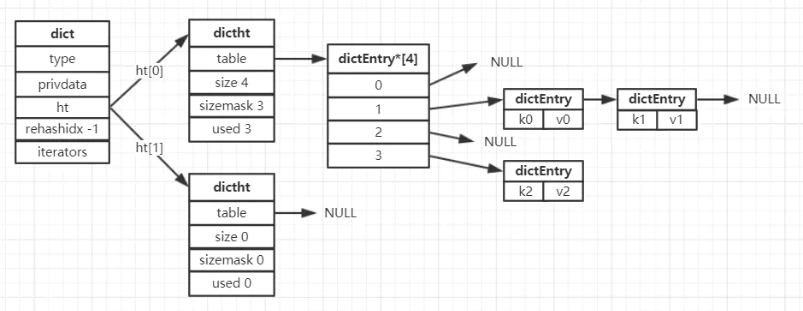 dict
type
privdata
ht
rehashidx -1
iterators
ht[0]
ht[1]
dictht
table
size 4
sizemask 3
used 3
dictht
table
size 0
sizemask 0
used 0
NULL
dictEntry*[4]
0
1
2
3
NULL
NULL
dictEntry
k0 v0
dictEntry
k1 v1
NULL
dictEntry
k2 v2